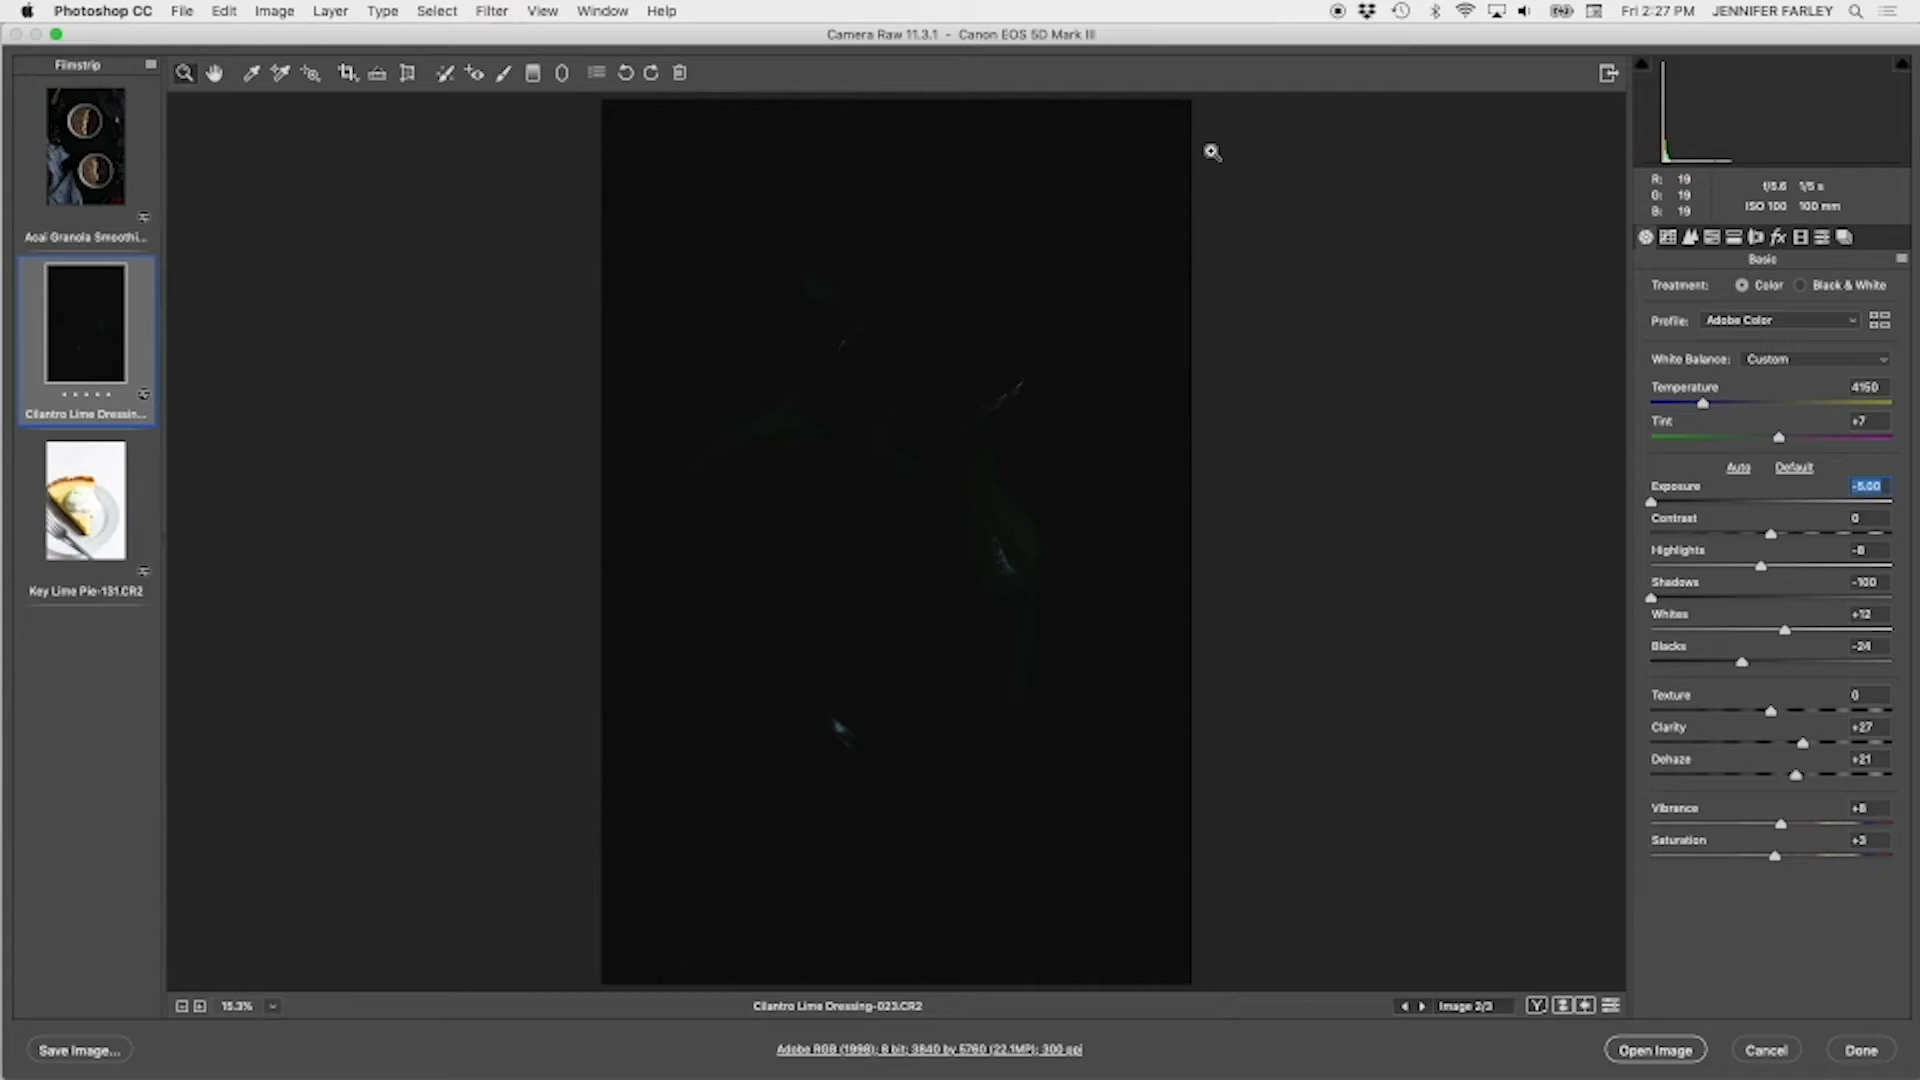 Photoshop CC File Edit Image Layer Type Select Filter View Window Help Fri 2:27 PM JENNIFER FARLEY
Camera Raw 11.3.1 - Canon EOS 5D Mark III
Filmstrip
Acai Granola Smoothi...
Cilantro Lime Dressin...
Key Lime Pie-131.CR2
R: 19
G: 19
B: 19
f/5.6 1/5 s
ISO 100 100 mm
fx
Basic
Treatment: Color Black & White
Profile: Adobe Color
White Balance: Custom
Temperature 4150
Tint +7
Auto Default
Exposure -5.00
Contrast 0
Highlights -8
Shadows -100
Whites +12
Blacks -24
Texture 0
Clarity +27
Dehaze +21
Vibrance +8
Saturation +3
15.3% Cilantro Lime Dressing-023.CR2 Image 2/3 Y
Save Image... Adobe RGB (1998); 8 bit; 3840 by 5760 (22.1MP); 300 ppi Open Image Cancel Done